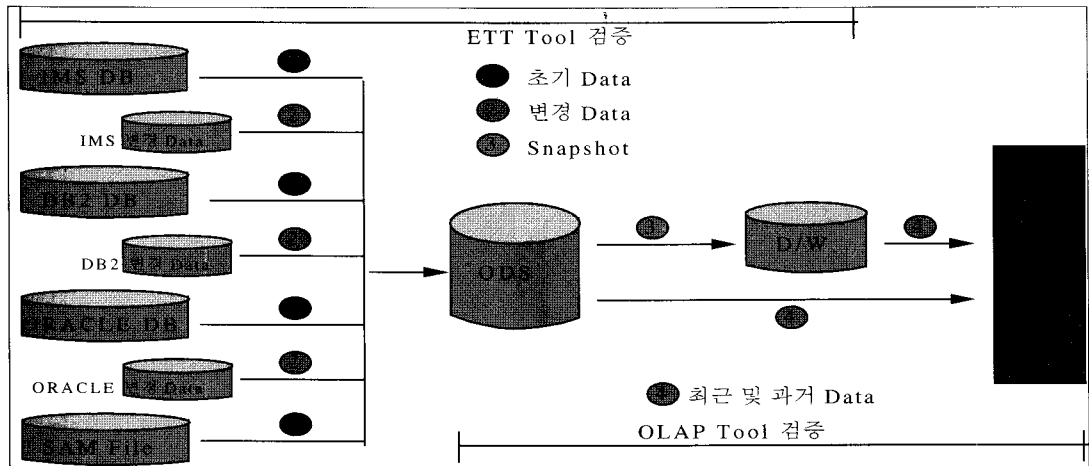 ETT Tool 검증
초기 Data
변경 Data
3 Snapshot
IMS DB
IMS 변경 Data
DB2 DB
DB2 변경 Data
ORACLE DB
ORACLE 변경 Data
SAM File
ODS
D/W
4 최근 및 과거 Data
OLAP Tool 검증